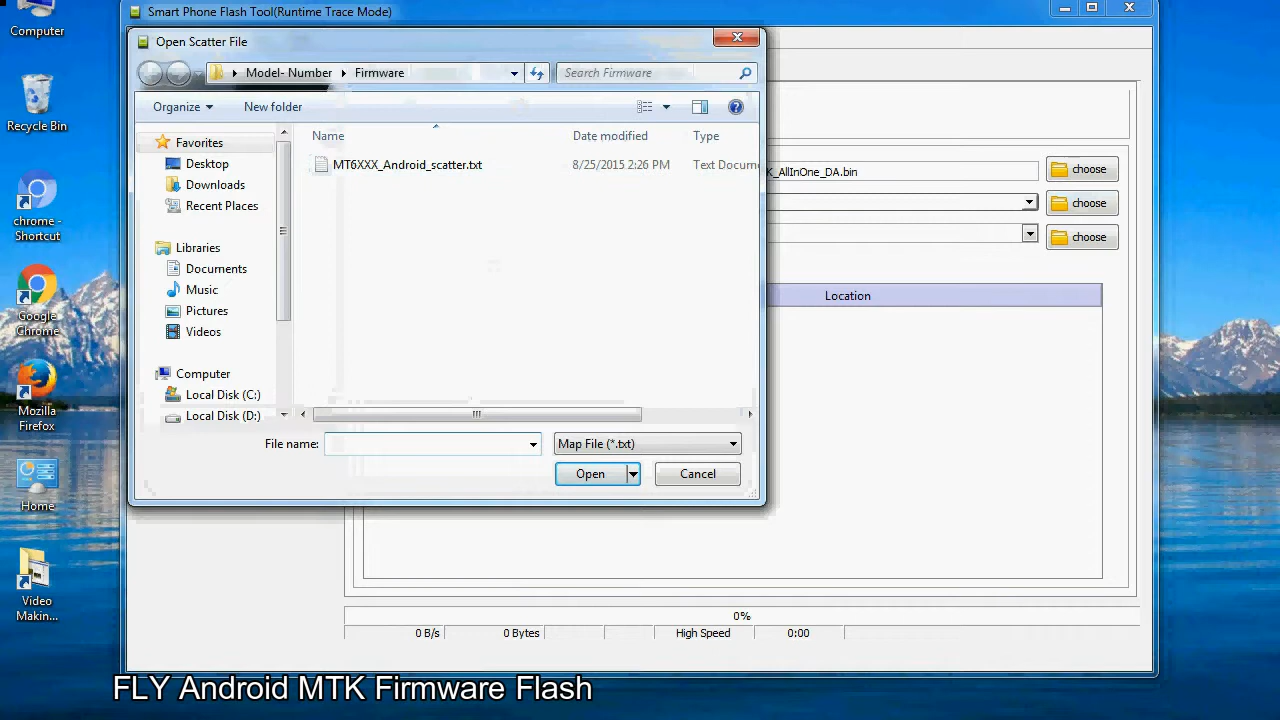 Computer
Recycle Bin
chrome -
Shortcut
Google
Chrome
Mozilla
Firefox
Home
Video
Makin...
Smart Phone Flash Tool(Runtime Trace Mode)
Open Scatter File
Model- Number
Firmware
Search Firmware
Organize
New folder
Favorites
Desktop
Downloads
Recent Places
Libraries
Documents
Music
Pictures
Videos
Computer
Local Disk (C:)
Local Disk (D:)
Name
Date modified
Type
MT6XXX_Android_scatter.txt
8/25/2015 2:26 PM
Text Docum
File name:
Map File (*.txt)
Open
Cancel
K_AllInOne_DA.bin
choose
choose
choose
Location
0%
0 B/s
0 Bytes
High Speed
0:00
FLY Android MTK Firmware Flash